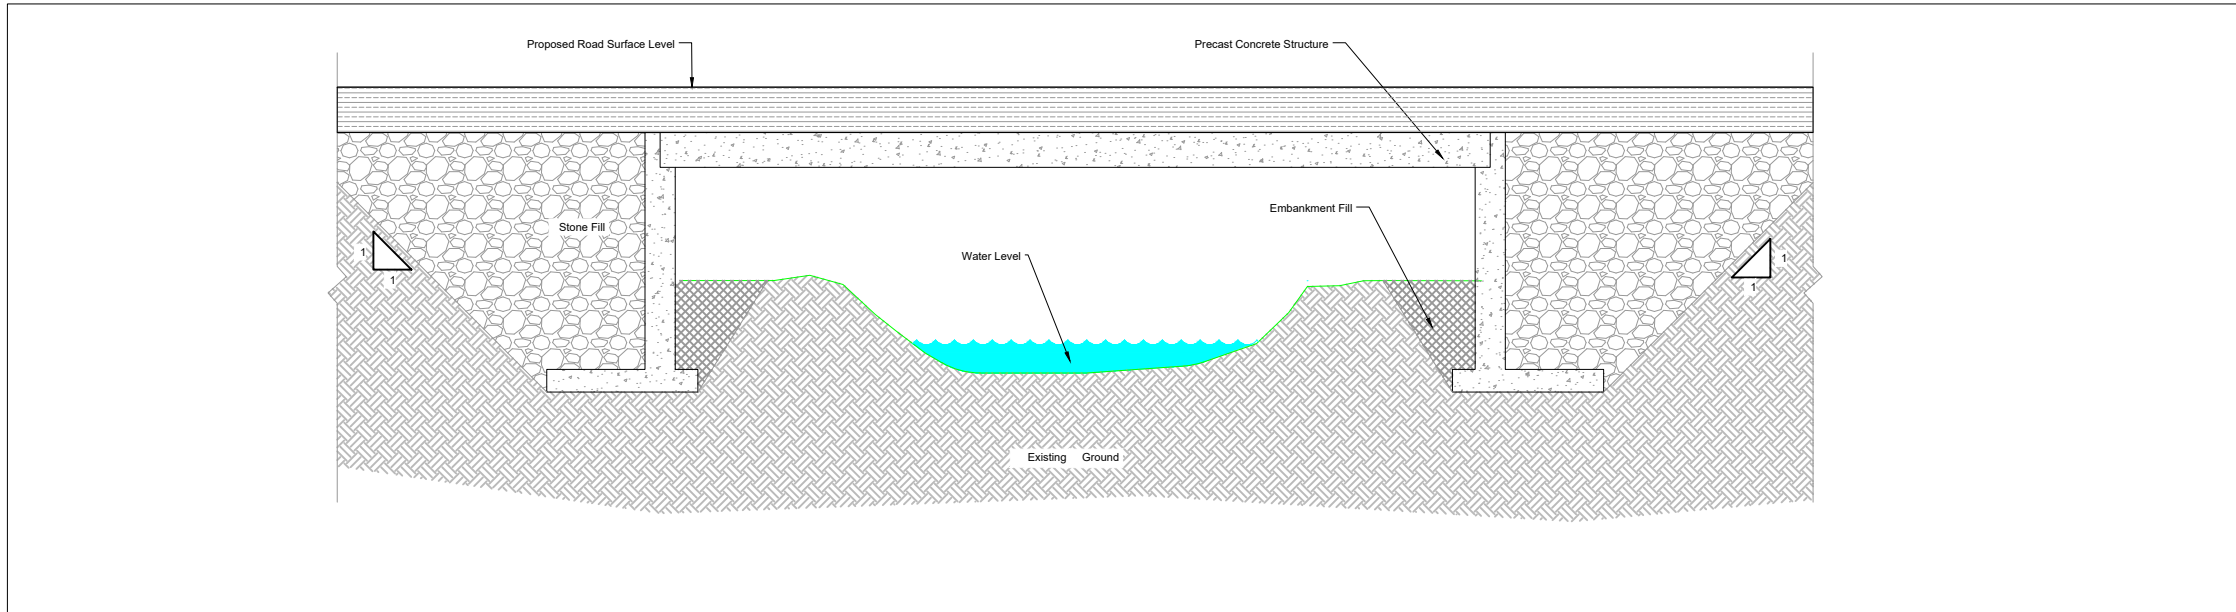 Proposed Road Surface Level
Precast Concrete Structure
Embankment Fill
Stone Fill
Water Level
1
1
1
1
Existing Ground